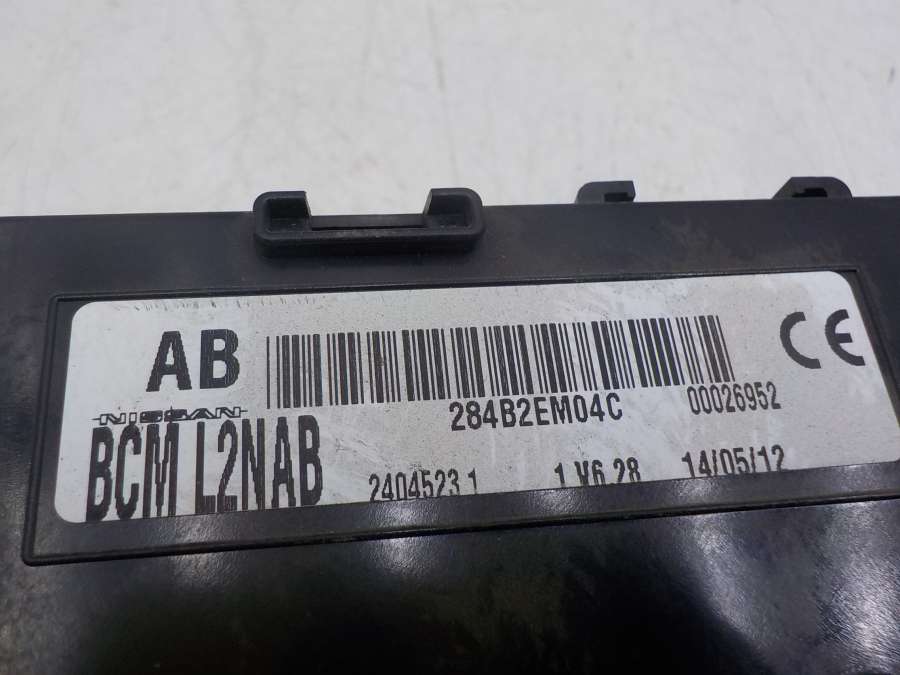 AB
284B2EM04C
00026952
CE
NISSAN
BCM L2NAB
2404523 1
1 V6.28
14/05/12